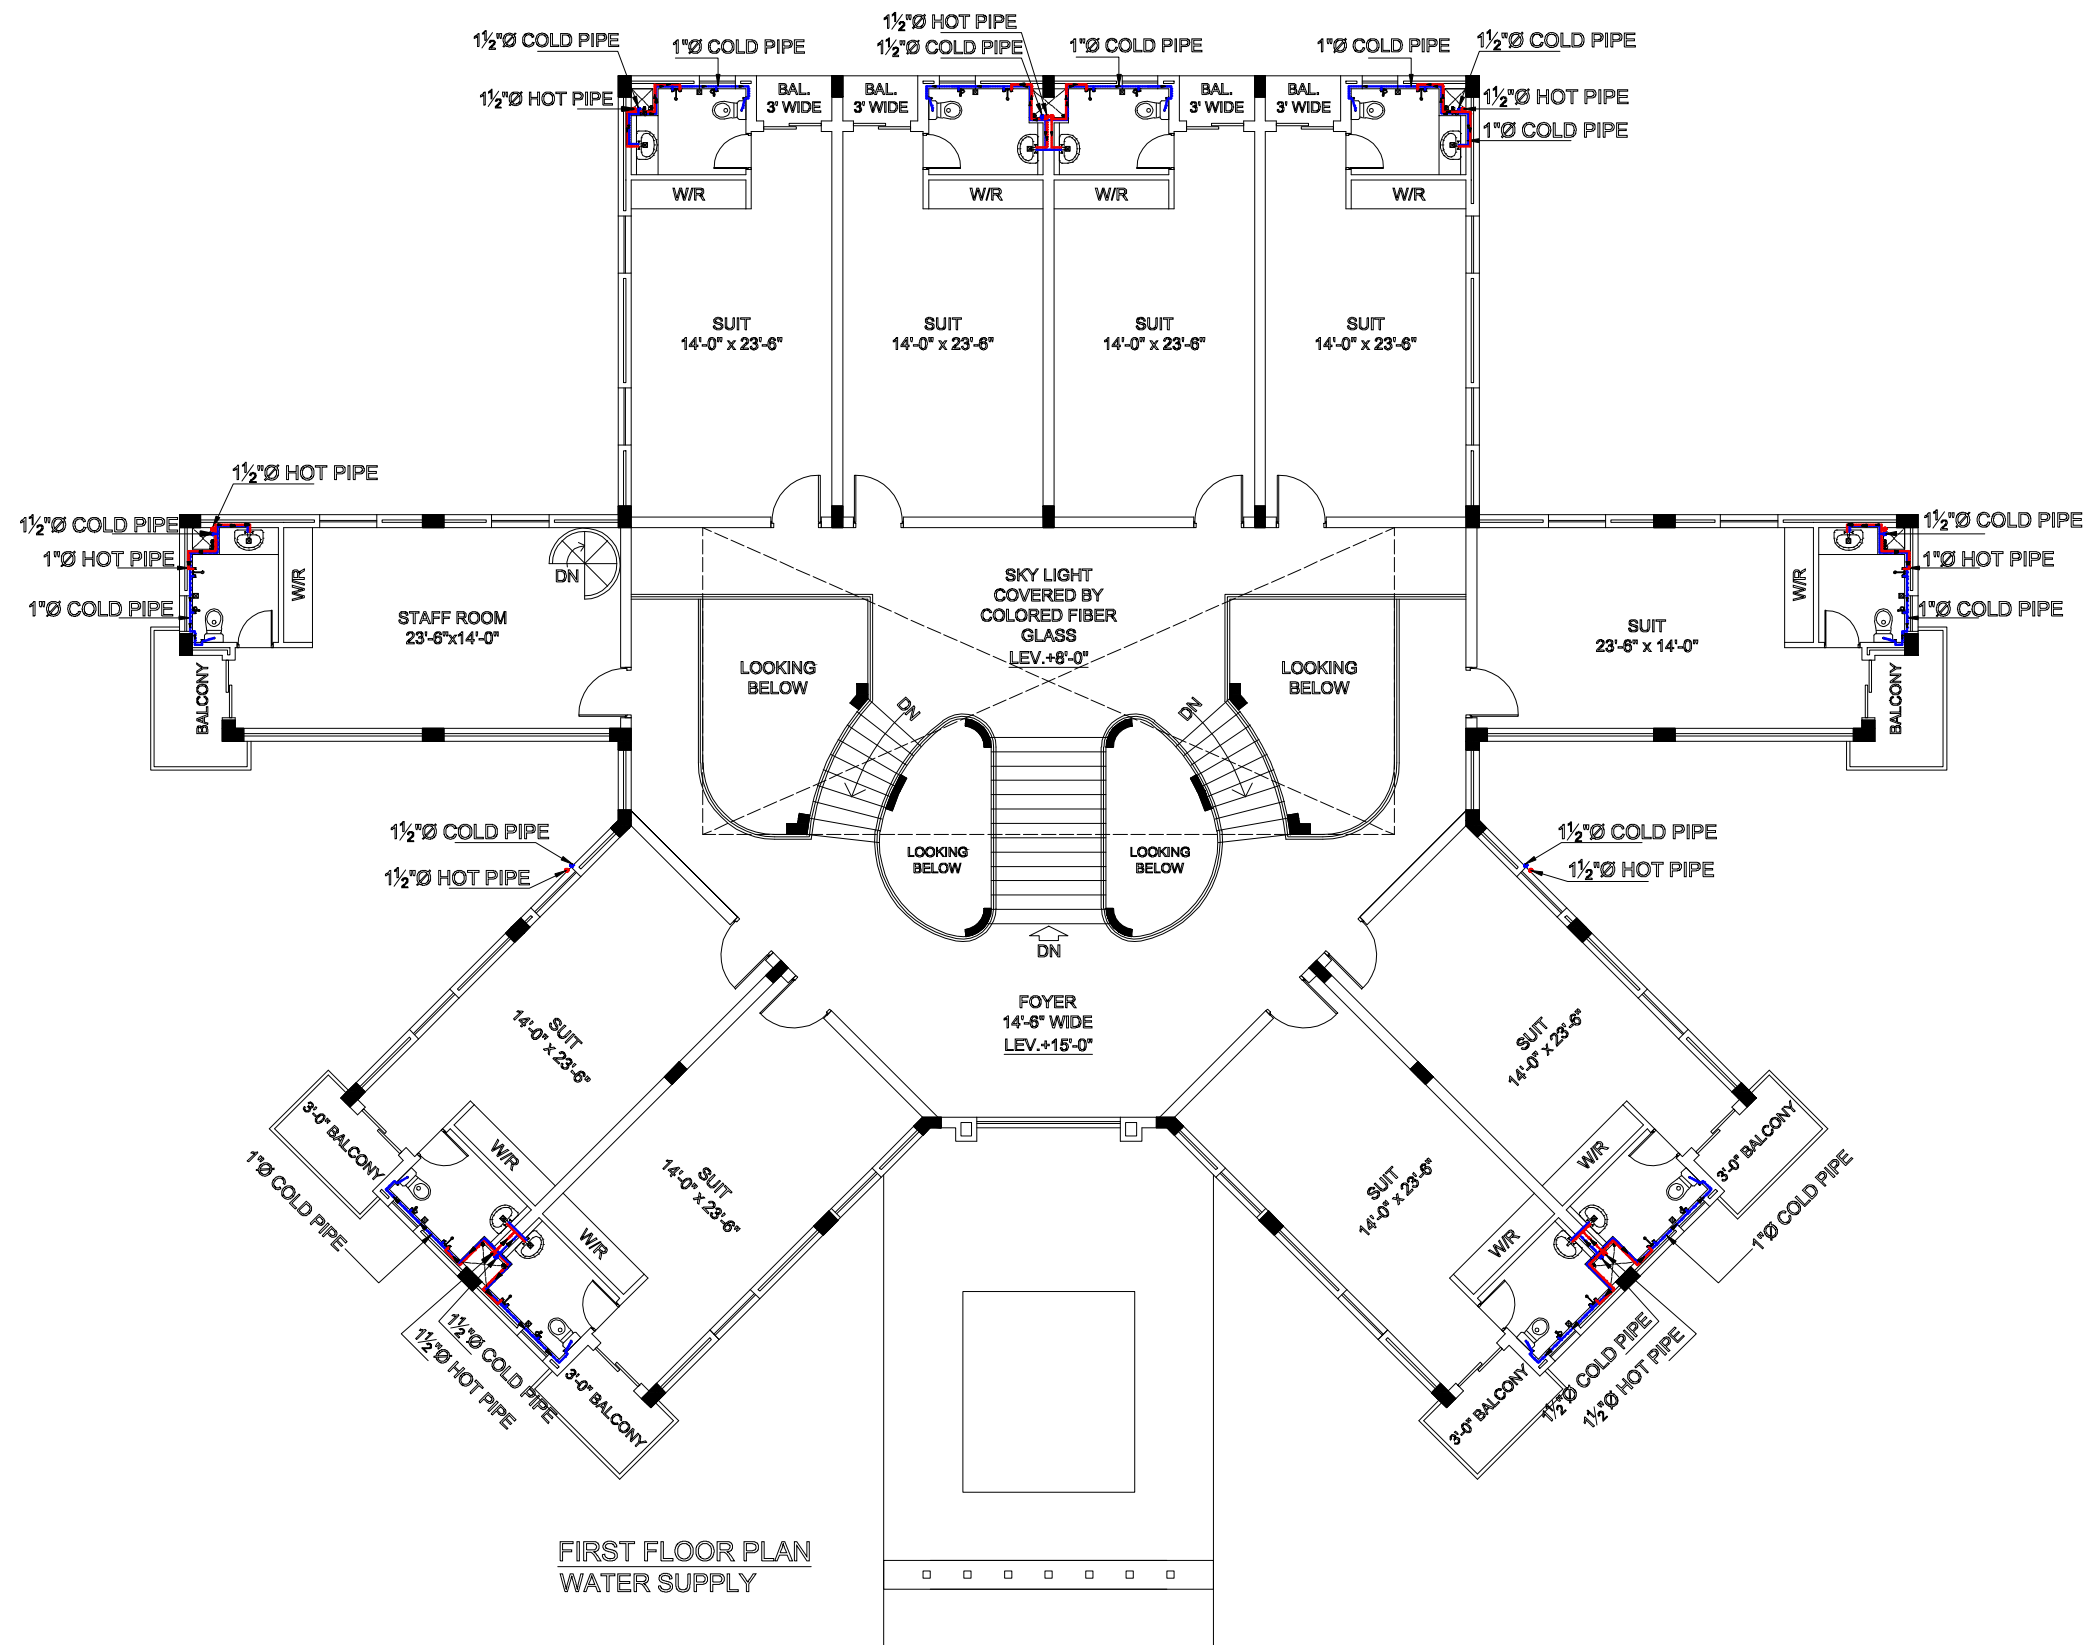 1½"Ø HOT PIPE
1½"Ø COLD PIPE
1"Ø COLD PIPE
1½"Ø COLD PIPE
1"Ø COLD PIPE
1"Ø COLD PIPE
1½"Ø COLD PIPE
1½"Ø HOT PIPE
BAL.
3' WIDE
BAL.
3' WIDE
BAL.
3' WIDE
BAL.
3' WIDE
1½"Ø HOT PIPE
1"Ø COLD PIPE
W/R
W/R
W/R
W/R
SUIT
14'-0" x 23'-6"
SUIT
14'-0" x 23'-6"
SUIT
14'-0" x 23'-6"
SUIT
14'-0" x 23'-6"
1½"Ø HOT PIPE
1½"Ø COLD PIPE
1"Ø HOT PIPE
1"Ø COLD PIPE
W/R
DN
STAFF ROOM
23'-6"x14'-0"
BALCONY
SKY LIGHT
COVERED BY
COLORED FIBER
GLASS
LEV.+8'-0"
1½"Ø COLD PIPE
1"Ø HOT PIPE
1"Ø COLD PIPE
W/R
SUIT
23'-6" x 14'-0"
BALCONY
LOOKING
BELOW
LOOKING
BELOW
DN
DN
1½"Ø COLD PIPE
1½"Ø HOT PIPE
LOOKING
BELOW
LOOKING
BELOW
1½"Ø COLD PIPE
1½"Ø HOT PIPE
DN
FOYER
14'-6" WIDE
LEV.+15'-0"
SUIT
14'-0" x 23'-6"
SUIT
14'-0" x 23'-6"
3'-0" BALCONY
W/R
W/R
SUIT
14'-0" x 23'-6"
SUIT
14'-0" x 23'-6"
W/R
W/R
3'-0" BALCONY
1"Ø COLD PIPE
1"Ø COLD PIPE
1½"Ø COLD PIPE
1½"Ø HOT PIPE
3'-0" BALCONY
3'-0" BALCONY
1½"Ø COLD PIPE
1½"Ø HOT PIPE
FIRST FLOOR PLAN
WATER SUPPLY